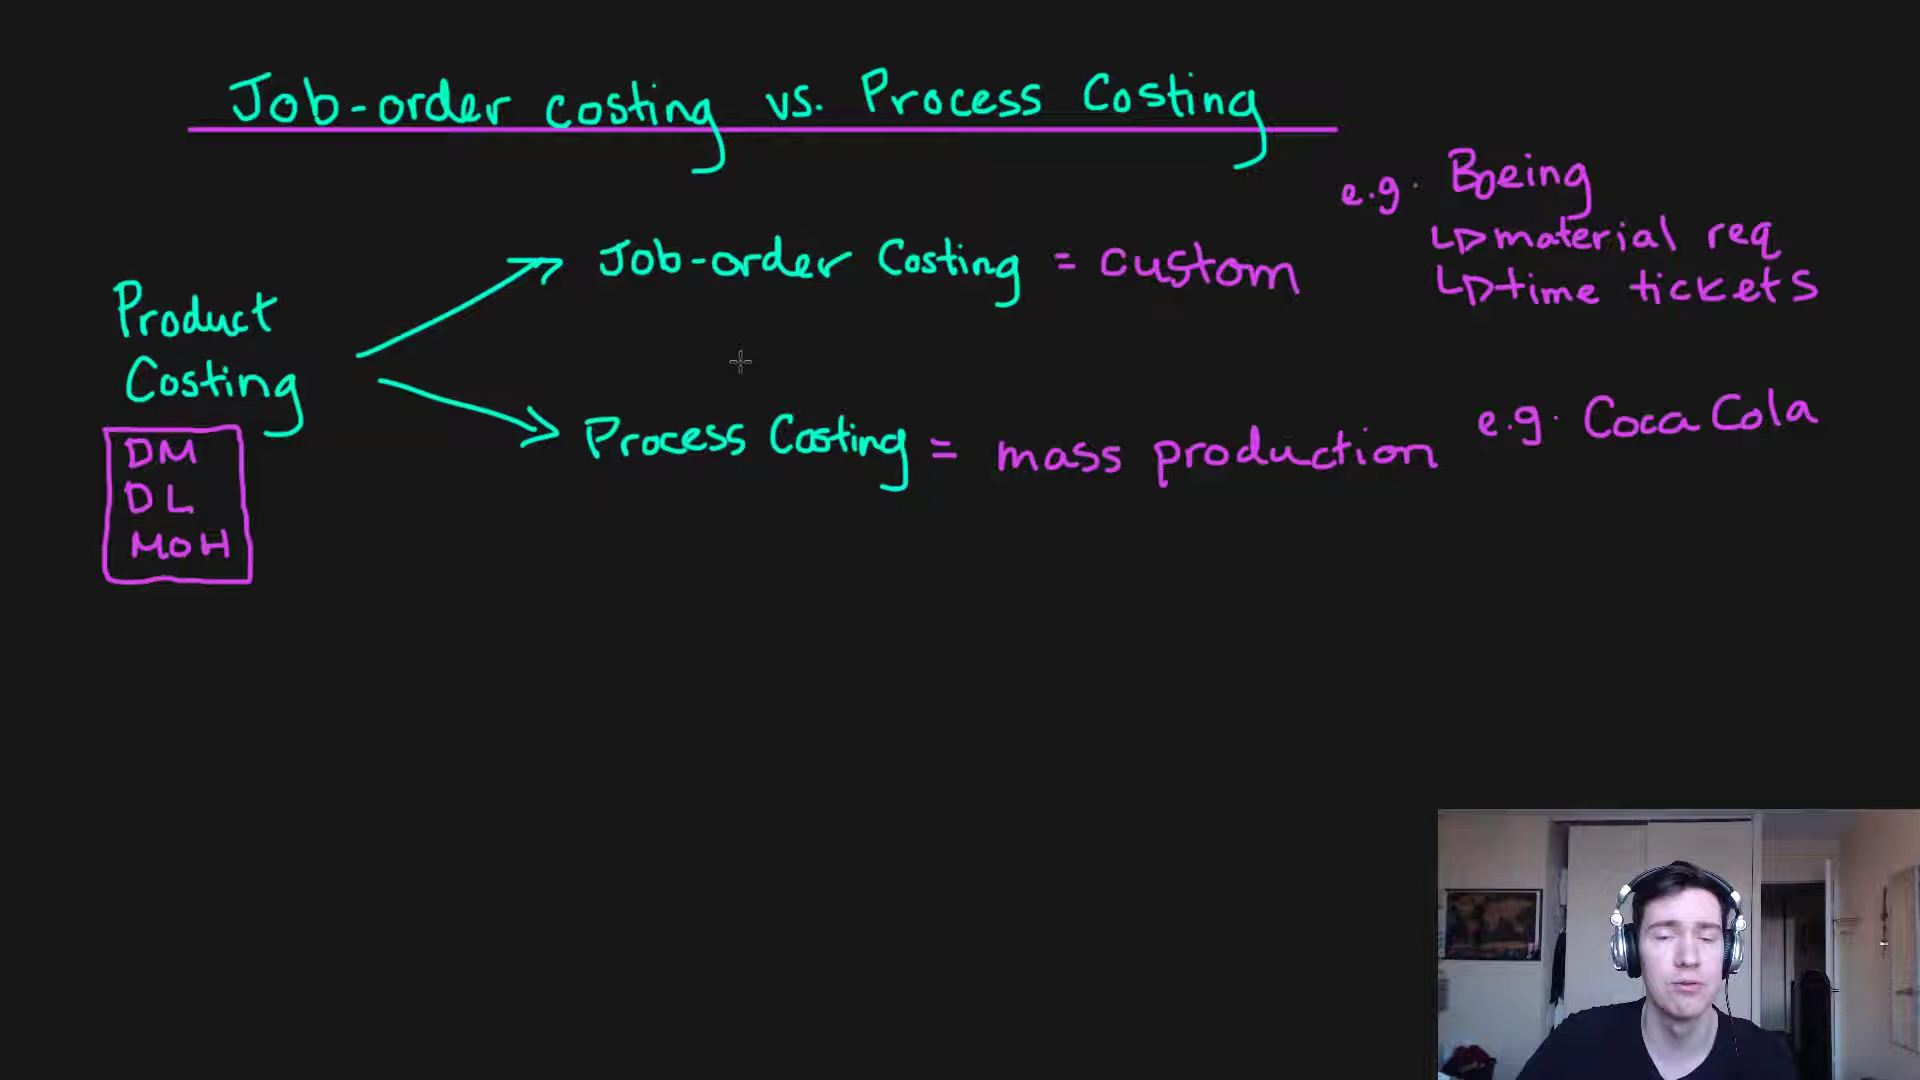 Job-order costing vs. Process Costing
e.g. Boeing
↳ material req
↳ time tickets
Job-order Costing = custom
Product
Costing
DM
DL
MOH
Process Costing = mass production
e.g. Coca Cola